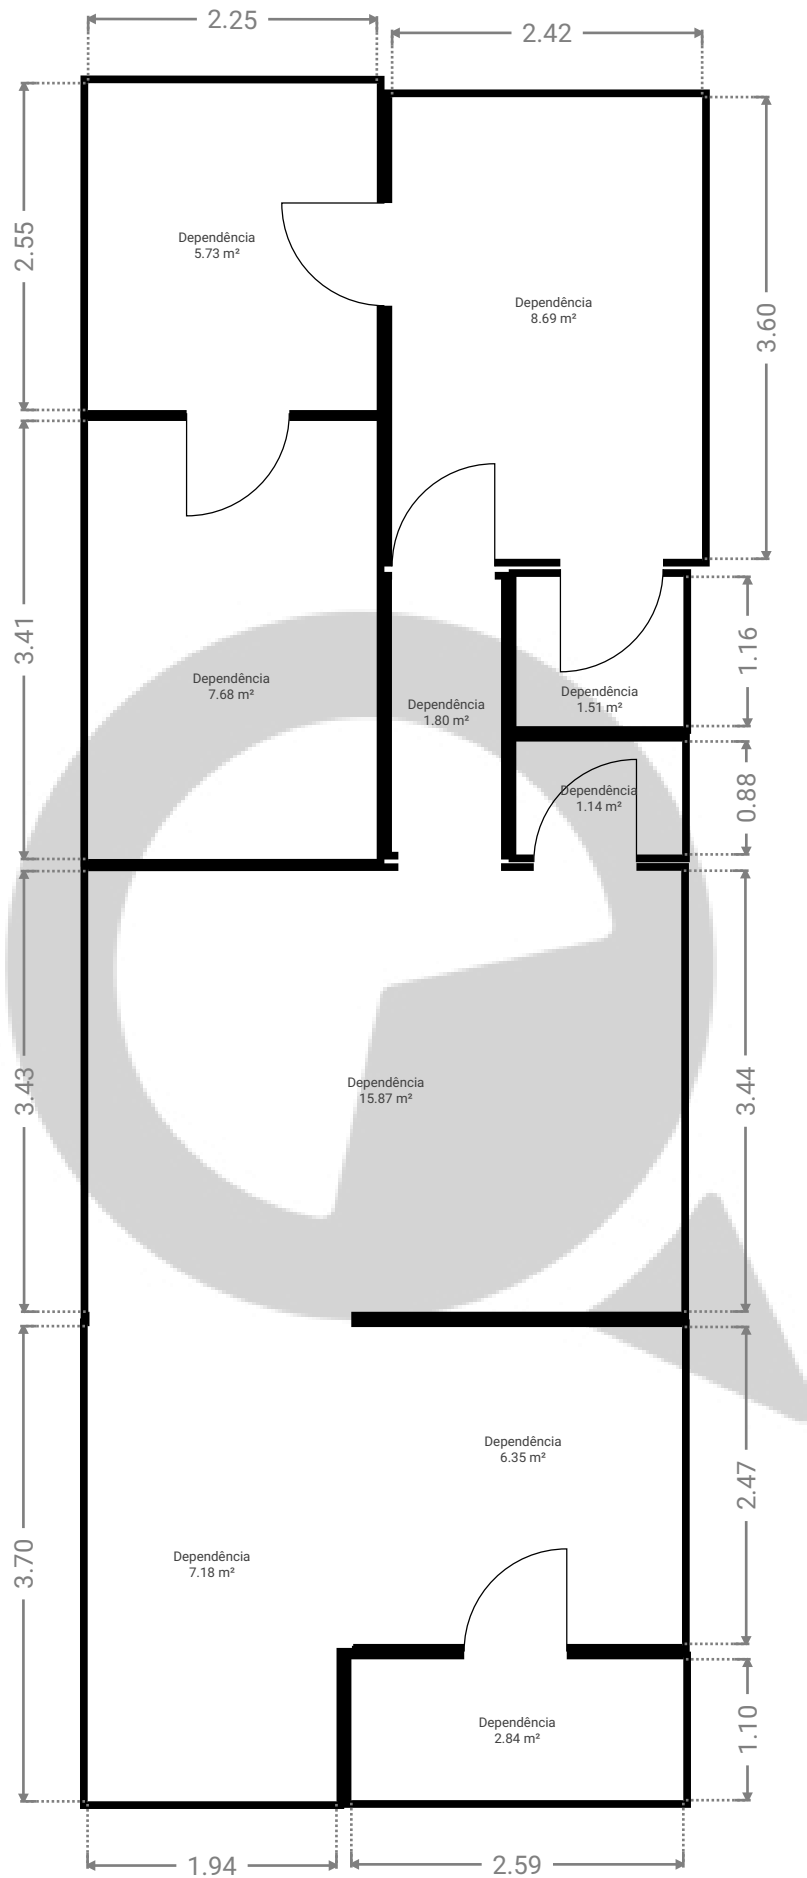 2.25
2.42
2.55
Dependência
5.73 m²
Dependência
8.69 m²
3.60
3.41
Dependência
7.68 m²
Dependência
1.80 m²
Dependência
1.51 m²
1.16
Dependência
1.14 m²
0.88
3.43
Dependência
15.87 m²
3.44
Dependência
6.35 m²
2.47
3.70
Dependência
7.18 m²
Dependência
2.84 m²
1.10
1.94
2.59